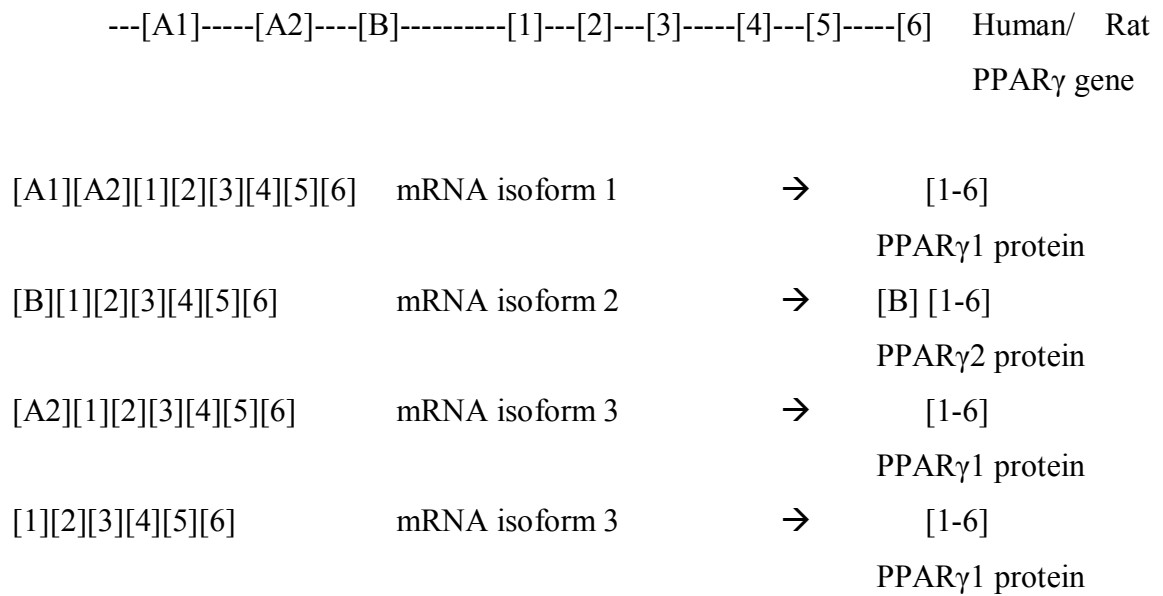 ---[A1]-----[A2]----[B]----------[1]---[2]---[3]-----[4]---[5]-----[6] Human/ Rat
PPARγ gene
[A1][A2][1][2][3][4][5][6] mRNA isoform 1 → [1-6]
PPARγ1 protein
[B][1][2][3][4][5][6] mRNA isoform 2 → [B] [1-6]
PPARγ2 protein
[A2][1][2][3][4][5][6] mRNA isoform 3 → [1-6]
PPARγ1 protein
[1][2][3][4][5][6] mRNA isoform 3 → [1-6]
PPARγ1 protein